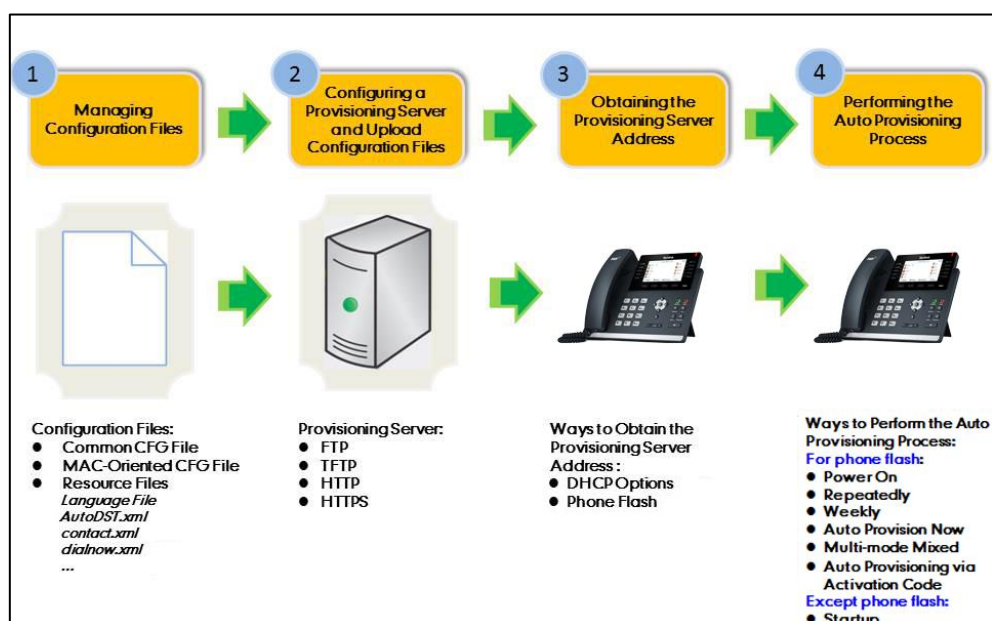 1
Managing
Configuration Files
2
Configuring a
Provisioning Server
and Upload
Configuration Files
3
Obtaining the
Provisioning Server
Address
4
Performing the
Auto Provisioning
Process
Configuration Files:
● Common CFG File
● MAC-Oriented CFG File
● Resource Files
Language File
AutoDST.xml
contact.xml
dialnow.xml
...
Provisioning Server:
● FTP
● TFTP
● HTTP
● HTTPS
Ways to Obtain the
Provisioning Server
Address :
● DHCP Options
● Phone Flash
Ways to Perform the Auto
Provisioning Process:
For phone flash:
● Power On
● Repeatedly
● Weekly
● Auto Provision Now
● Multi-mode Mixed
● Auto Provisioning via
Activation Code
Except phone flash:
● Startup